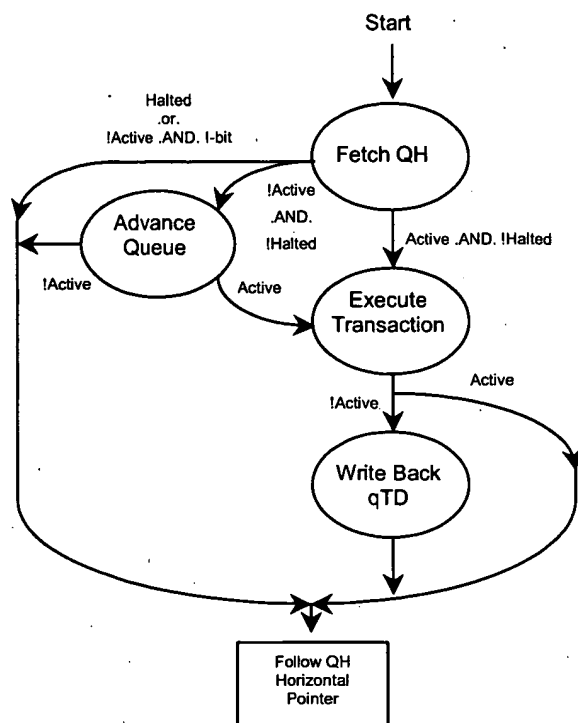 Start
Halted
.or.
!Active .AND. I-bit
Fetch QH
!Active
.AND.
!Halted
Advance
Queue
Active .AND. !Halted
!Active
Active
Execute
Transaction
Active
!Active
Write Back
qTD
Follow QH
Horizontal
Pointer